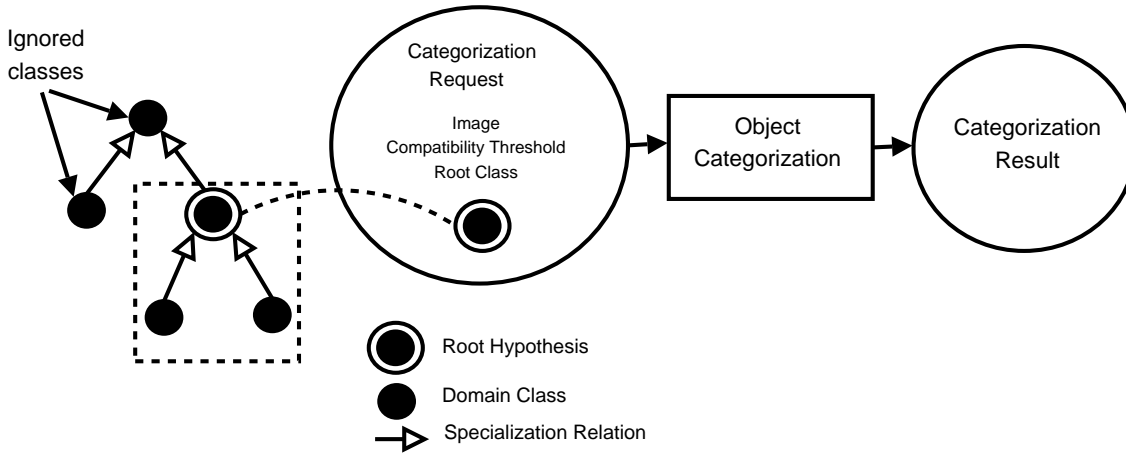 Ignored
classes
Categorization
Request
Image
Compatibility Threshold
Root Class
Object
Categorization
Categorization
Result
Root Hypothesis
Domain Class
Specialization Relation